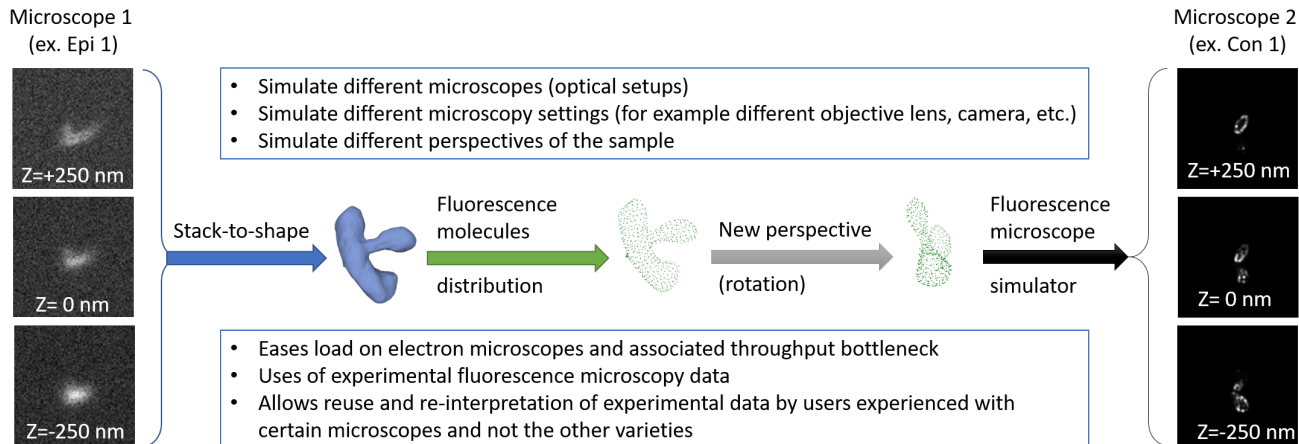 Microscope 1
(ex. Epi 1)
Z=+250 nm
Z= 0 nm
Z=-250 nm
• Simulate different microscopes (optical setups)
• Simulate different microscopy settings (for example different objective lens, camera, etc.)
• Simulate different perspectives of the sample
Stack-to-shape
Fluorescence
molecules
distribution
New perspective
(rotation)
Fluorescence
microscope
simulator
• Eases load on electron microscopes and associated throughput bottleneck
• Uses of experimental fluorescence microscopy data
• Allows reuse and re-interpretation of experimental data by users experienced with
certain microscopes and not the other varieties
Microscope 2
(ex. Con 1)
Z=+250 nm
Z= 0 nm
Z=-250 nm